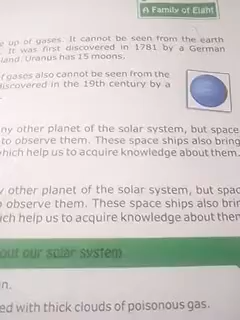 A Family of Eight
e up of gases. It cannot be seen from the earth
. It was first discovered in 1781 by a German
land. Uranus has 15 moons.
f gases also cannot be seen from the
discovered in the 19th century by a
ny other planet of the solar system, but space
to observe them. These space ships also bring
which help us to acquire knowledge about them.
y other planet of the solar system, but spac
o observe them. These space ships also brin
ich help us to acquire knowledge about then
out our solar system
n.
ed with thick clouds of poisonous gas.